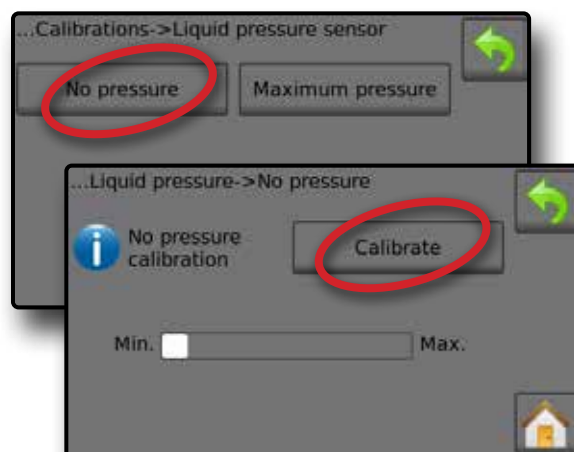 ...Calibrations->Liquid pressure sensor
No pressure
Maximum pressure
...Liquid pressure->No pressure
No pressure
calibration
Calibrate
Min.
Max.